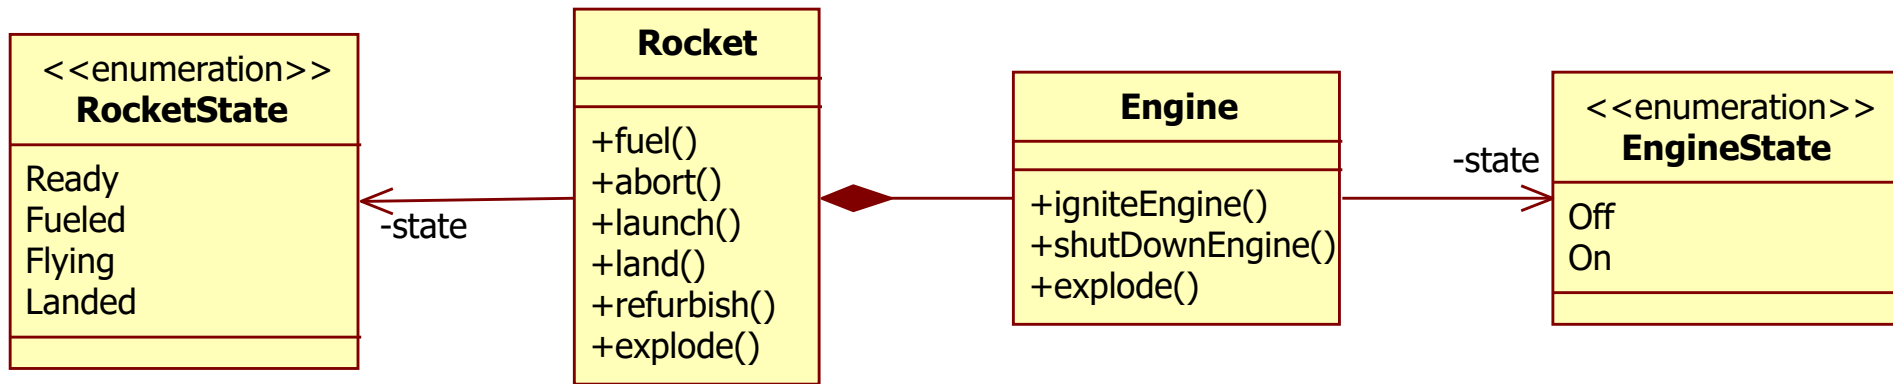 <<enumeration>>
RocketState
Ready
Fueled
Flying
Landed
-state
Rocket
+fuel()
+abort()
+launch()
+land()
+refurbish()
+explode()
Engine
+igniteEngine()
+shutDownEngine()
+explode()
-state
<<enumeration>>
EngineState
Off
On